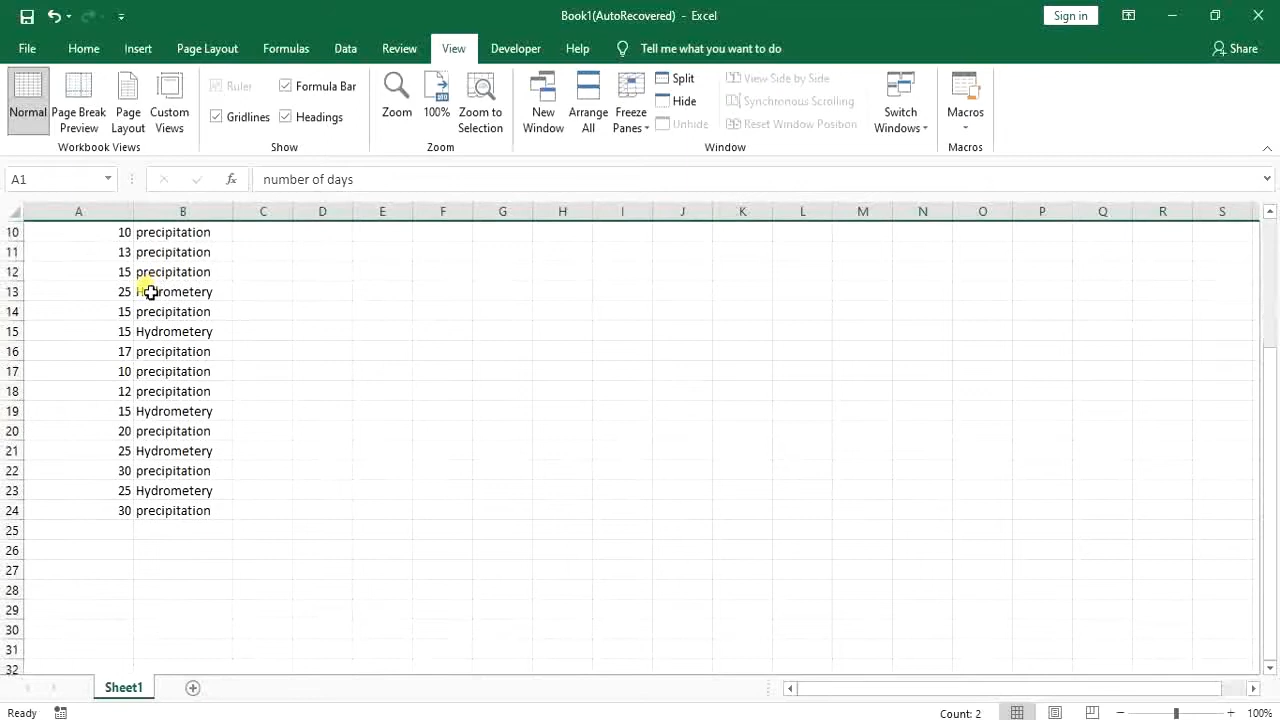 Book1(AutoRecovered) - Excel
Sign in
File Home Insert Page Layout Formulas Data Review View Developer Help Tell me what you want to do Share
Normal
Page Break Preview
Page Layout
Custom Views
Workbook Views
Ruler
Formula Bar
Gridlines
Headings
Show
Zoom
100%
Zoom to Selection
Zoom
New Window
Arrange All
Freeze Panes
Split
Hide
Unhide
View Side by Side
Synchronous Scrolling
Reset Window Position
Window
Switch Windows
Macros
Macros
A1 fx number of days
A B C D E F G H I J K L M N O P Q R S
10 10 precipitation
11 13 precipitation
12 15 precipitation
13 25 Hydrometery
14 15 precipitation
15 15 Hydrometery
16 17 precipitation
17 10 precipitation
18 12 precipitation
19 15 Hydrometery
20 20 precipitation
21 25 Hydrometery
22 30 precipitation
23 25 Hydrometery
24 30 precipitation
25
26
27
28
29
30
31
32
Sheet1
Ready Count: 2 100%